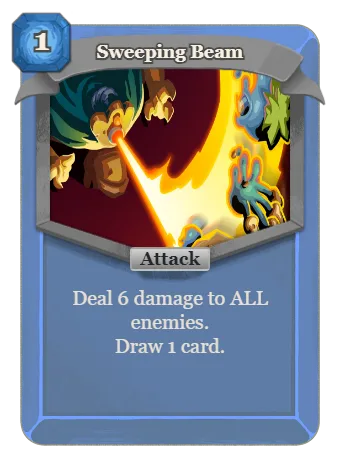 1
Sweeping Beam
Attack
Deal 6 damage to ALL
enemies.
Draw 1 card.